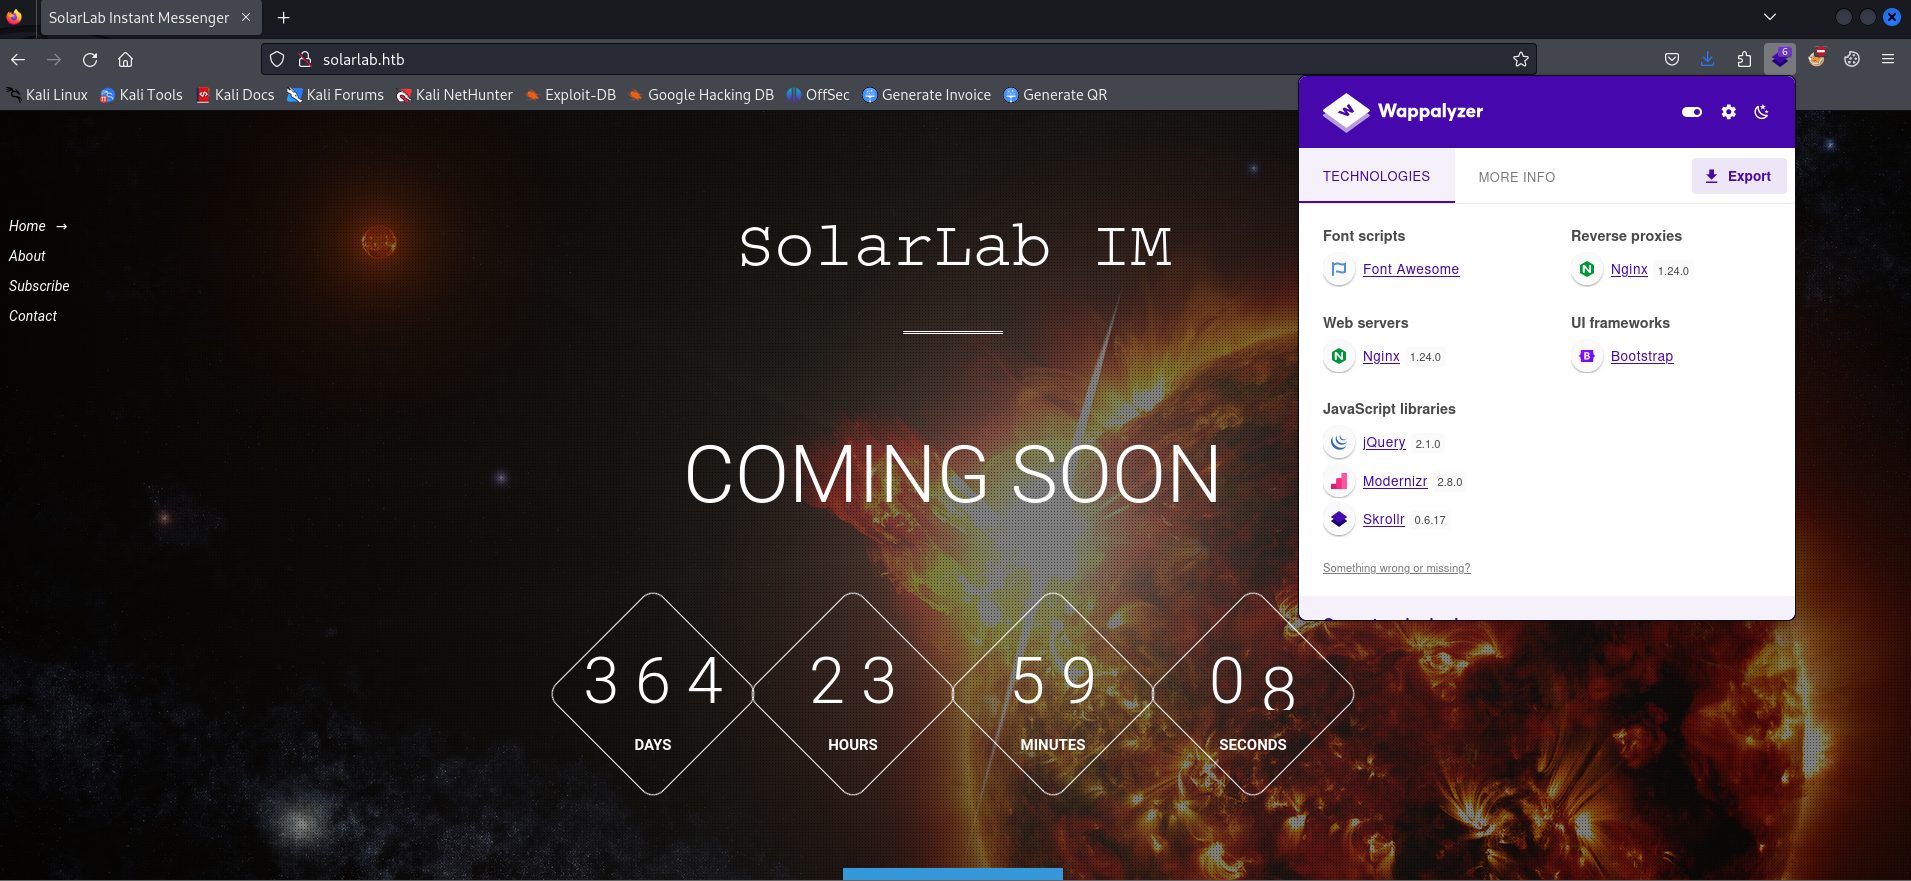 SolarLab Instant Messenger
solarlab.htb
6
Kali Linux Kali Tools Kali Docs Kali Forums Kali NetHunter Exploit-DB Google Hacking DB OffSec Generate Invoice Generate QR
Home →
About
Subscribe
Contact
SolarLab IM
COMING SOON
364 23 59 08
DAYS HOURS MINUTES SECONDS
Wappalyzer
TECHNOLOGIES MORE INFO Export
Font scripts
Font Awesome
Reverse proxies
Nginx 1.24.0
Web servers
Nginx 1.24.0
UI frameworks
Bootstrap
JavaScript libraries
jQuery 2.1.0
Modernizr 2.8.0
Skrollr 0.6.17
Something wrong or missing?